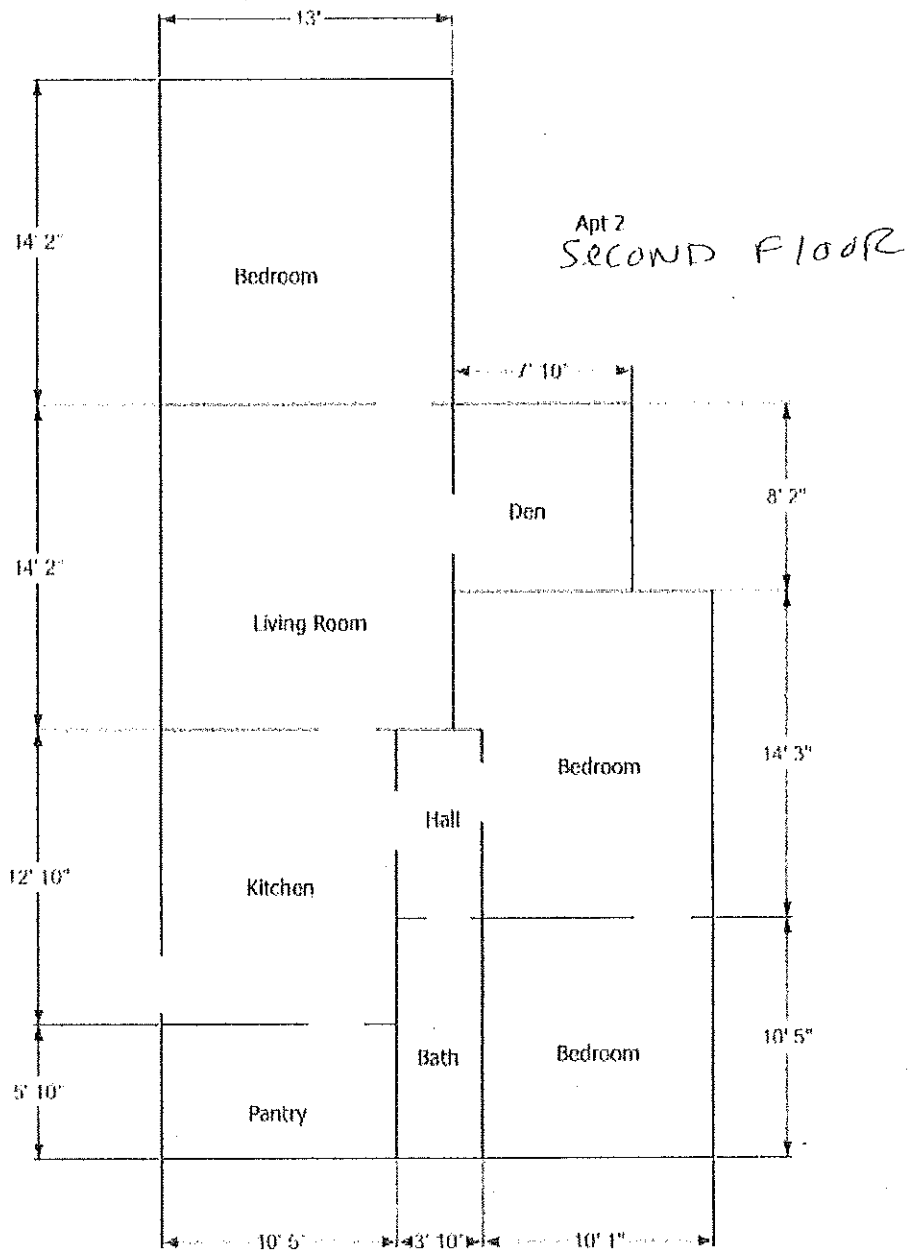 13'
14' 2"
Apt 2
SECOND FlooR
Bedroom
7' 10"
8' 2"
Den
14' 2"
Living Room
14' 3"
Bedroom
Hall
12' 10"
Kitchen
10' 5"
Bath
Bedroom
5' 10"
Pantry
10' 5"
3' 10"
10' 1"